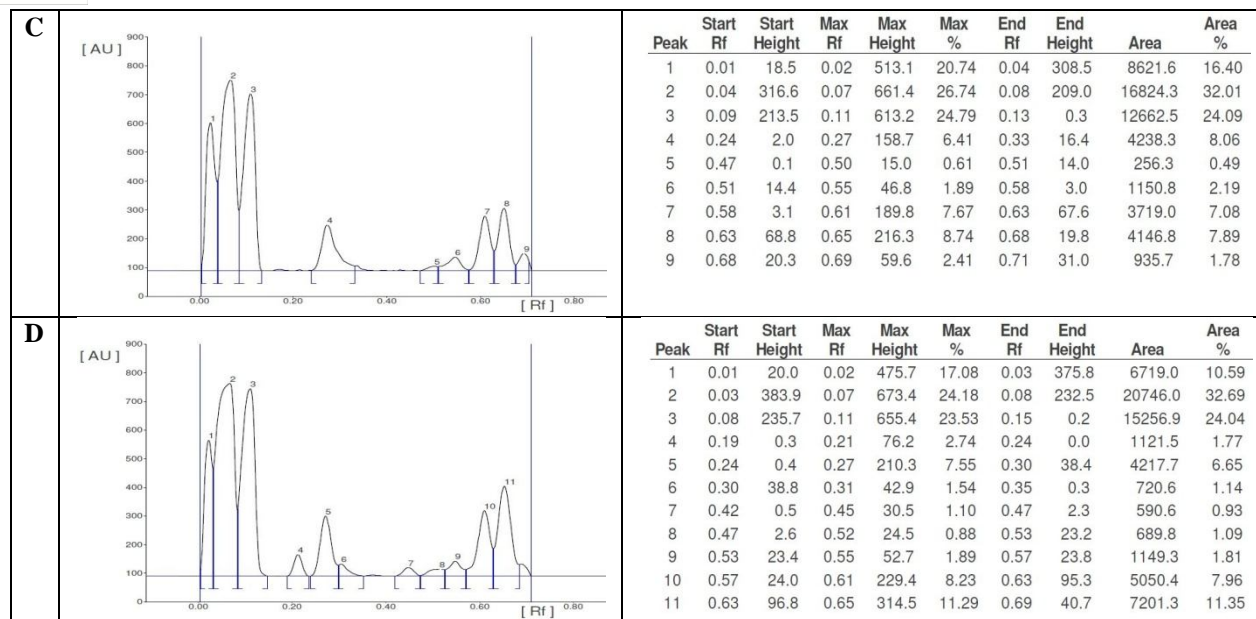 C
[ AU ]
900
800
700
600
500
400
300
200
100
0
1
2
3
4
5
6
7
8
9
0.00 0.20 0.40 0.60 0.80
[ Rf ]
Peak Start Rf Start Height Max Rf Max Height Max % End Rf End Height Area Area %
1 0.01 18.5 0.02 513.1 20.74 0.04 308.5 8621.6 16.40
2 0.04 316.6 0.07 661.4 26.74 0.08 209.0 16824.3 32.01
3 0.09 213.5 0.11 613.2 24.79 0.13 0.3 12662.5 24.09
4 0.24 2.0 0.27 158.7 6.41 0.33 16.4 4238.3 8.06
5 0.47 0.1 0.50 15.0 0.61 0.51 14.0 256.3 0.49
6 0.51 14.4 0.55 46.8 1.89 0.58 3.0 1150.8 2.19
7 0.58 3.1 0.61 189.8 7.67 0.63 67.6 3719.0 7.08
8 0.63 68.8 0.65 216.3 8.74 0.68 19.8 4146.8 7.89
9 0.68 20.3 0.69 59.6 2.41 0.71 31.0 935.7 1.78
D
[ AU ]
900
800
700
600
500
400
300
200
100
0
1
2
3
4
5
6
7
8
9
10
11
0.00 0.20 0.40 0.60 0.80
[ Rf ]
Peak Start Rf Start Height Max Rf Max Height Max % End Rf End Height Area Area %
1 0.01 20.0 0.02 475.7 17.08 0.03 375.8 6719.0 10.59
2 0.03 383.9 0.07 673.4 24.18 0.08 232.5 20746.0 32.69
3 0.08 235.7 0.11 655.4 23.53 0.15 0.2 15256.9 24.04
4 0.19 0.3 0.21 76.2 2.74 0.24 0.0 1121.5 1.77
5 0.24 0.4 0.27 210.3 7.55 0.30 38.4 4217.7 6.65
6 0.30 38.8 0.31 42.9 1.54 0.35 0.3 720.6 1.14
7 0.42 0.5 0.45 30.5 1.10 0.47 2.3 590.6 0.93
8 0.47 2.6 0.52 24.5 0.88 0.53 23.2 689.8 1.09
9 0.53 23.4 0.55 52.7 1.89 0.57 23.8 1149.3 1.81
10 0.57 24.0 0.61 229.4 8.23 0.63 95.3 5050.4 7.96
11 0.63 96.8 0.65 314.5 11.29 0.69 40.7 7201.3 11.35